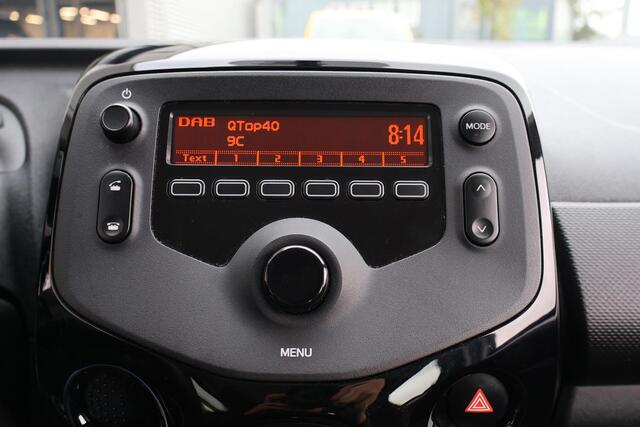 DAB QTop40 8:14
9C
Text 1 2 3 4 5
MODE
MENU